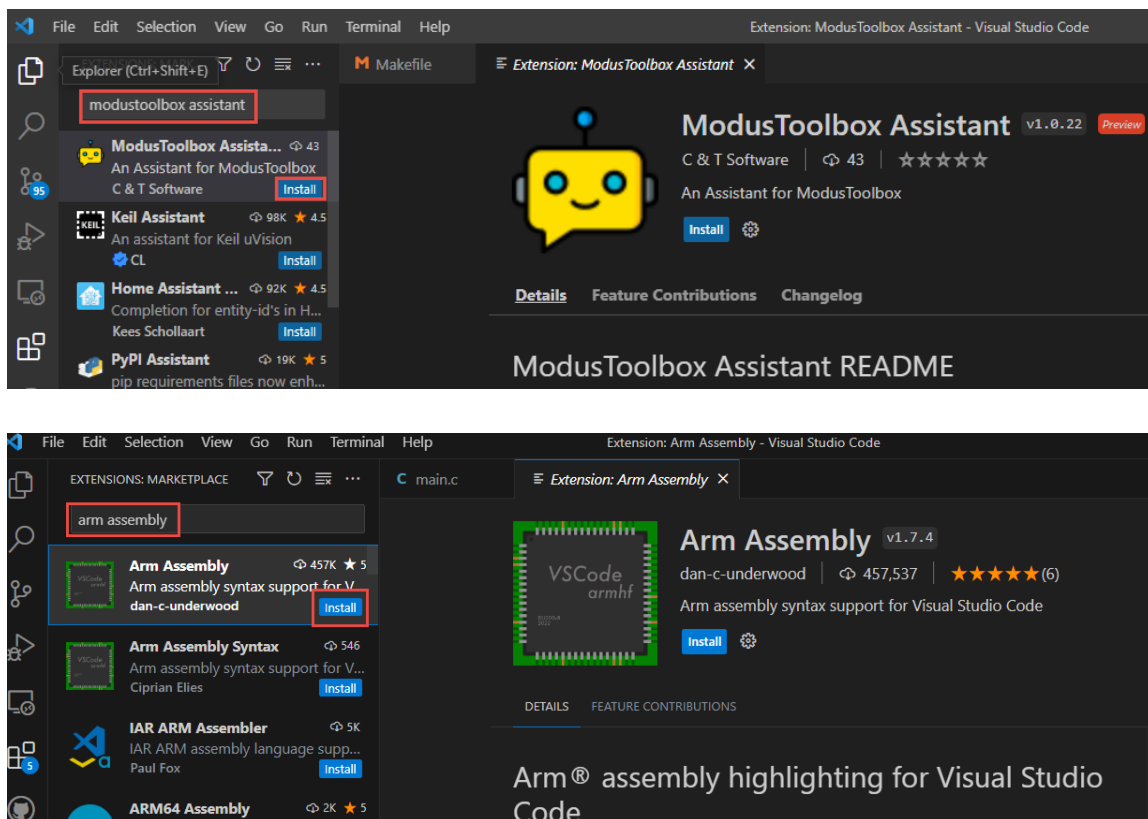 File Edit Selection View Go Run Terminal Help
Extension: ModusToolbox Assistant - Visual Studio Code
Explorer (Ctrl+Shift+E)
modustoolbox assistant
95
ModusToolbox Assista... 43
An Assistant for ModusToolbox
C & T Software Install
KEIL
Keil Assistant 98K ★ 4.5
An assistant for Keil uVision
CL Install
Home Assistant ... 92K ★ 4.5
Completion for entity-id's in H...
Kees Schollaart Install
PyPI Assistant 19K ★ 5
pip requirements files now enh...
M Makefile
Extension: ModusToolbox Assistant ×
ModusToolbox Assistant v1.0.22 Preview
C & T Software | 43 |
An Assistant for ModusToolbox
Install
Details Feature Contributions Changelog
ModusToolbox Assistant README
File Edit Selection View Go Run Terminal Help
Extension: Arm Assembly - Visual Studio Code
EXTENSIONS: MARKETPLACE
arm assembly
5
Arm Assembly 457K ★ 5
Arm assembly syntax support for V...
dan-c-underwood Install
Arm Assembly Syntax 546
Arm assembly syntax support for V...
Ciprian Elies Install
IAR ARM Assembler 5K
IAR ARM assembly language supp...
Paul Fox Install
ARM64 Assembly 2K ★ 5
C main.c
Extension: Arm Assembly ×
VSCode
armhf
Arm Assembly v1.7.4
dan-c-underwood | 457,537 | ★★★★★(6)
Arm assembly syntax support for Visual Studio Code
Install
DETAILS FEATURE CONTRIBUTIONS
Arm® assembly highlighting for Visual Studio
Code